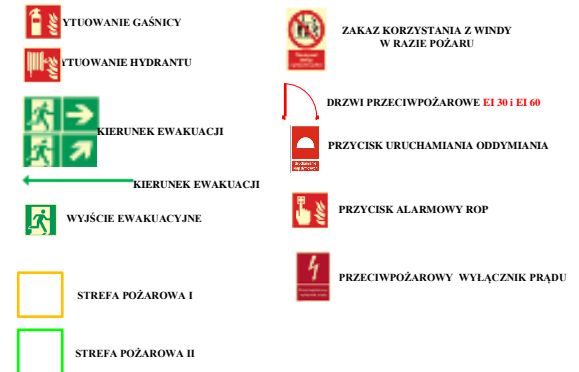 YTUOWANIE GAŚNICY
YTUOWANIE HYDRANTU
KIERUNEK EWAKUACJI
KIERUNEK EWAKUACJI
WYJŚCIE EWAKUACYJNE
STREFA POŻAROWA I
STREFA POŻAROWA II
ZAKAZ KORZYSTANIA Z WINDY
W RAZIE POŻARU
DRZWI PRZECIWPOŻAROWE EI 30 i EI 60
PRZYCISK URUCHAMIANIA ODDYMIANIA
PRZYCISK ALARMOWY ROP
PRZECIWPOŻAROWY WYŁĄCZNIK PRĄDU